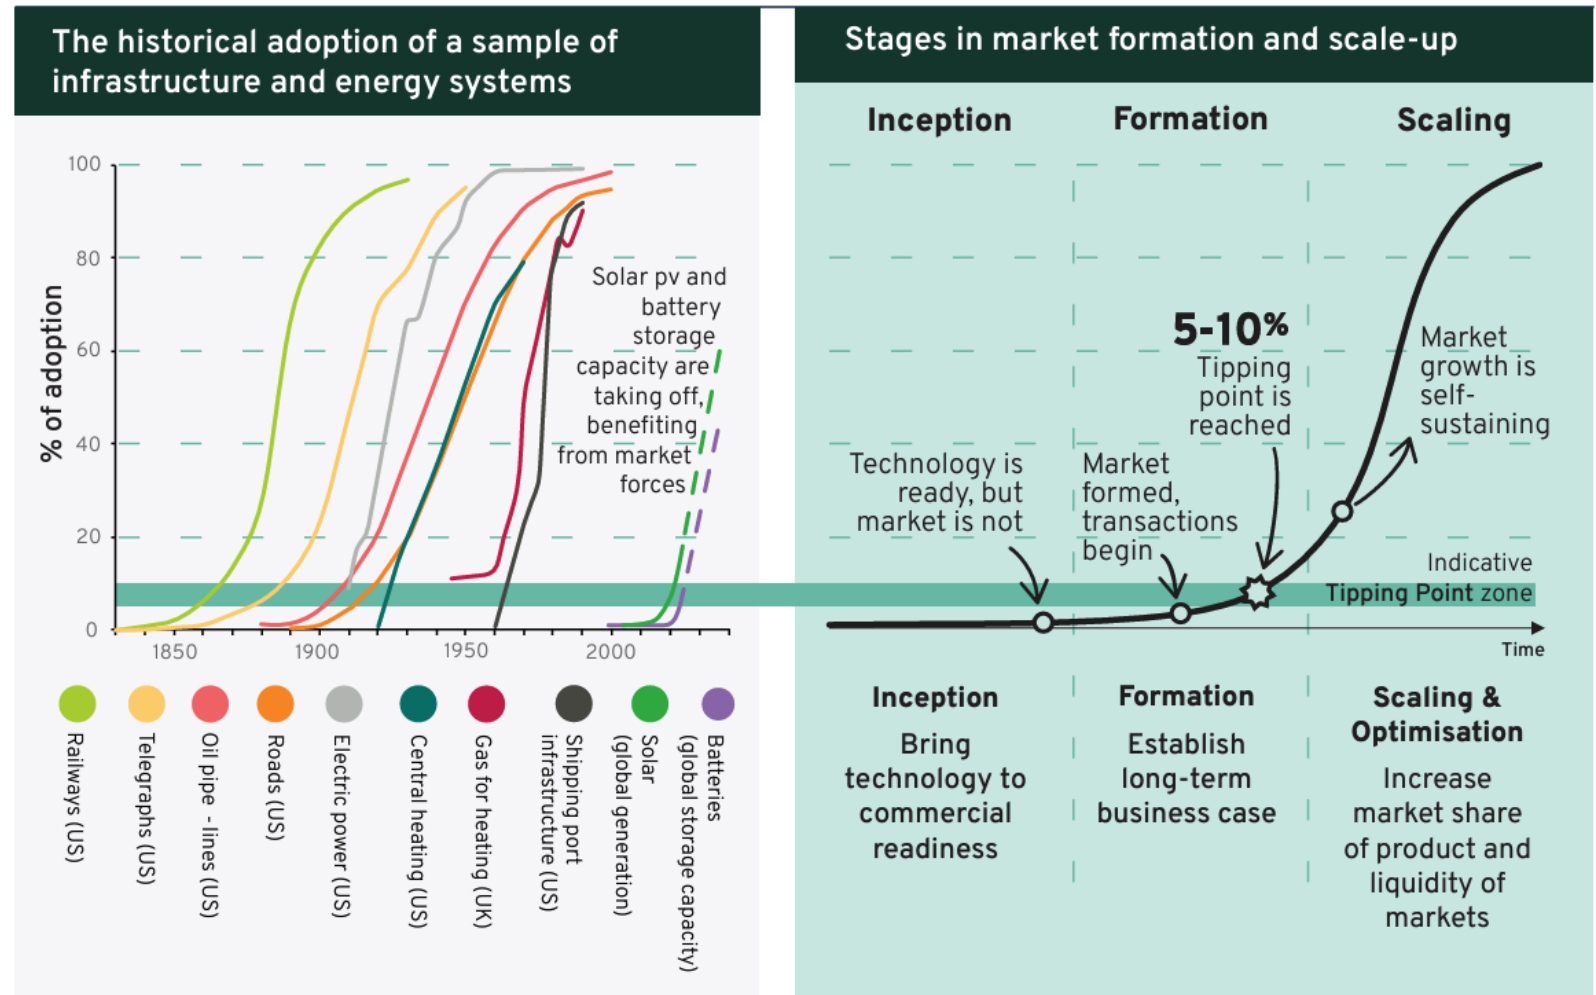 The historical adoption of a sample of
infrastructure and energy systems
% of adoption
100
80
60
40
20
0
1850
1900
1950
2000
Solar pv and
battery
storage
capacity are
taking off,
benefiting
from market
forces
Railways (US)
Telegraphs (US)
Oil pipe - lines (US)
Roads (US)
Electric power (US)
Central heating (US)
Gas for heating (UK)
Shipping port
infrastructure (US)
Solar
(global generation)
Batteries
(global storage capacity)
Stages in market formation and scale-up
Inception
Formation
Scaling
5-10%
Tipping
point is
reached
Market
growth is
self-
sustaining
Technology is
ready, but
market is not
Market
formed,
transactions
begin
Indicative
Tipping Point zone
Time
Inception
Bring
technology to
commercial
readiness
Formation
Establish
long-term
business case
Scaling &
Optimisation
Increase
market share
of product and
liquidity of
markets